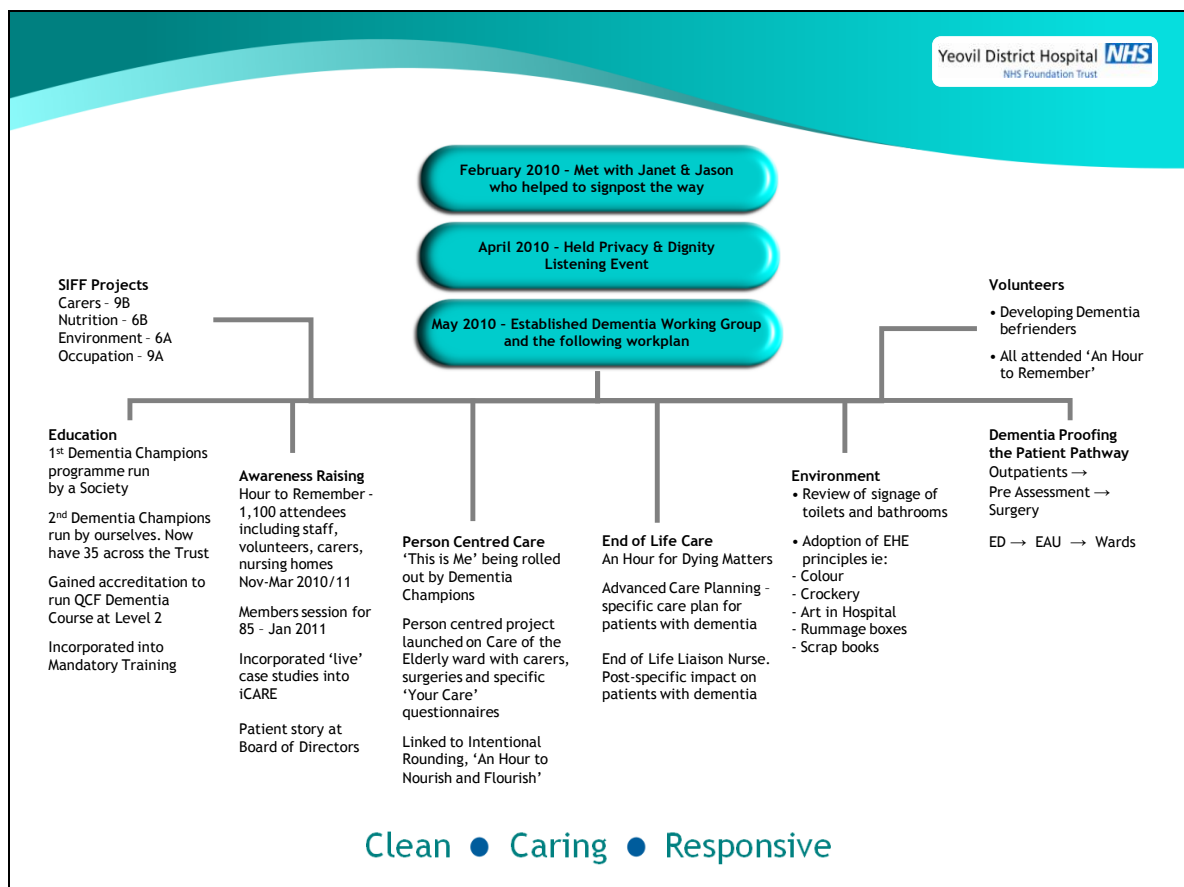 Yeovil District Hospital NHS
NHS Foundation Trust
February 2010 - Met with Janet & Jason
who helped to signpost the way
April 2010 - Held Privacy & Dignity
Listening Event
May 2010 - Established Dementia Working Group
and the following workplan
SIFF Projects
Carers - 9B
Nutrition - 6B
Environment - 6A
Occupation - 9A
Volunteers
• Developing Dementia
befrienders
• All attended ‘An Hour
to Remember’
Education
1st Dementia Champions
programme run
by a Society
2nd Dementia Champions
run by ourselves. Now
have 35 across the Trust
Gained accreditation to
run QCF Dementia
Course at Level 2
Incorporated into
Mandatory Training
Awareness Raising
Hour to Remember -
1,100 attendees
including staff,
volunteers, carers,
nursing homes
Nov-Mar 2010/11
Members session for
85 - Jan 2011
Incorporated ‘live’
case studies into
iCARE
Patient story at
Board of Directors
Person Centred Care
‘This is Me’ being rolled
out by Dementia
Champions
Person centred project
launched on Care of the
Elderly ward with carers,
surgeries and specific
‘Your Care’
questionnaires
Linked to Intentional
Rounding, ‘An Hour to
Nourish and Flourish’
End of Life Care
An Hour for Dying Matters
Advanced Care Planning -
specific care plan for
patients with dementia
End of Life Liaison Nurse.
Post-specific impact on
patients with dementia
Environment
• Review of signage of
toilets and bathrooms
• Adoption of EHE
principles ie:
- Colour
- Crockery
- Art in Hospital
- Rummage boxes
- Scrap books
Dementia Proofing
the Patient Pathway
Outpatients →
Pre Assessment →
Surgery
ED → EAU → Wards
Clean ● Caring ● Responsive